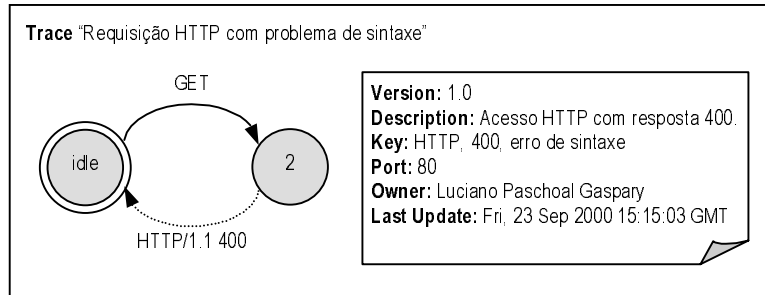 Trace “Requisição HTTP com problema de sintaxe”
GET
idle
2
HTTP/1.1 400
Version: 1.0
Description: Acesso HTTP com resposta 400.
Key: HTTP, 400, erro de sintaxe
Port: 80
Owner: Luciano Paschoal Gaspary
Last Update: Fri, 23 Sep 2000 15:15:03 GMT